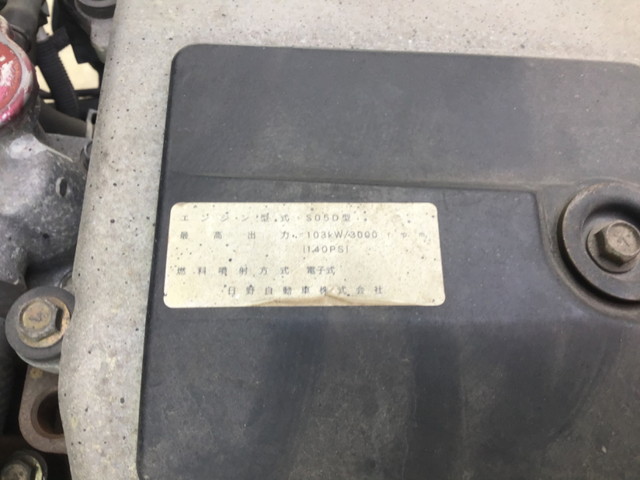 エンジン型式 S05D型
最高出力 103kW/3000
(140PS)
燃料噴射方式 電子式
日野自動車株式会社